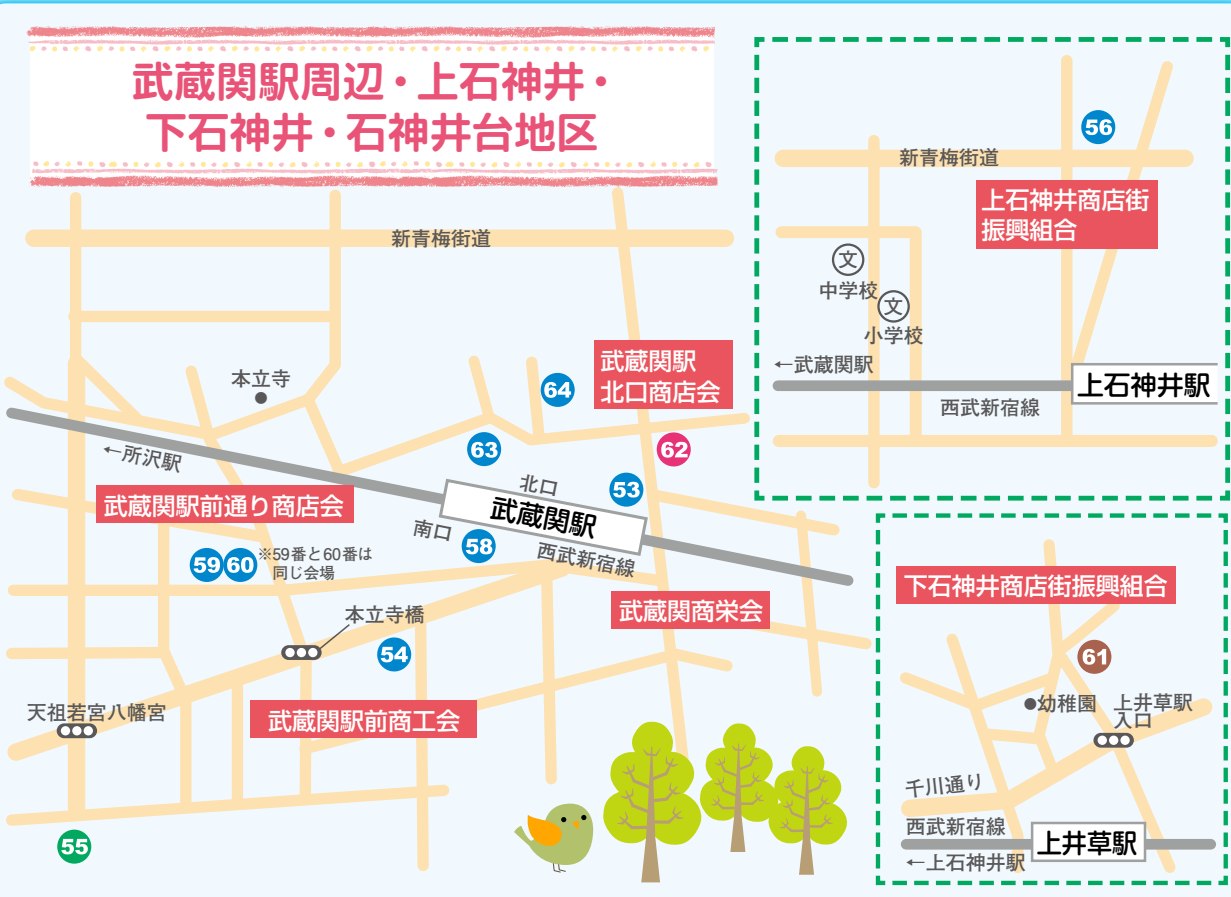 武蔵関駅周辺・上石神井・
下石神井・石神井台地区
新青梅街道
本立寺
武蔵関駅
北口商店会
64
63
62
←所沢駅
北口
53
武蔵関駅
武蔵関駅前通り商店会
南口
58
西武新宿線
59
60
※59番と60番は
同じ会場
武蔵関商栄会
本立寺橋
54
天祖若宮八幡宮
武蔵関駅前商工会
55
56
新青梅街道
上石神井商店街
振興組合
文
中学校
文
小学校
←武蔵関駅
上石神井駅
西武新宿線
下石神井商店街振興組合
61
幼稚園
上井草駅
入口
千川通り
西武新宿線
上井草駅
←上石神井駅